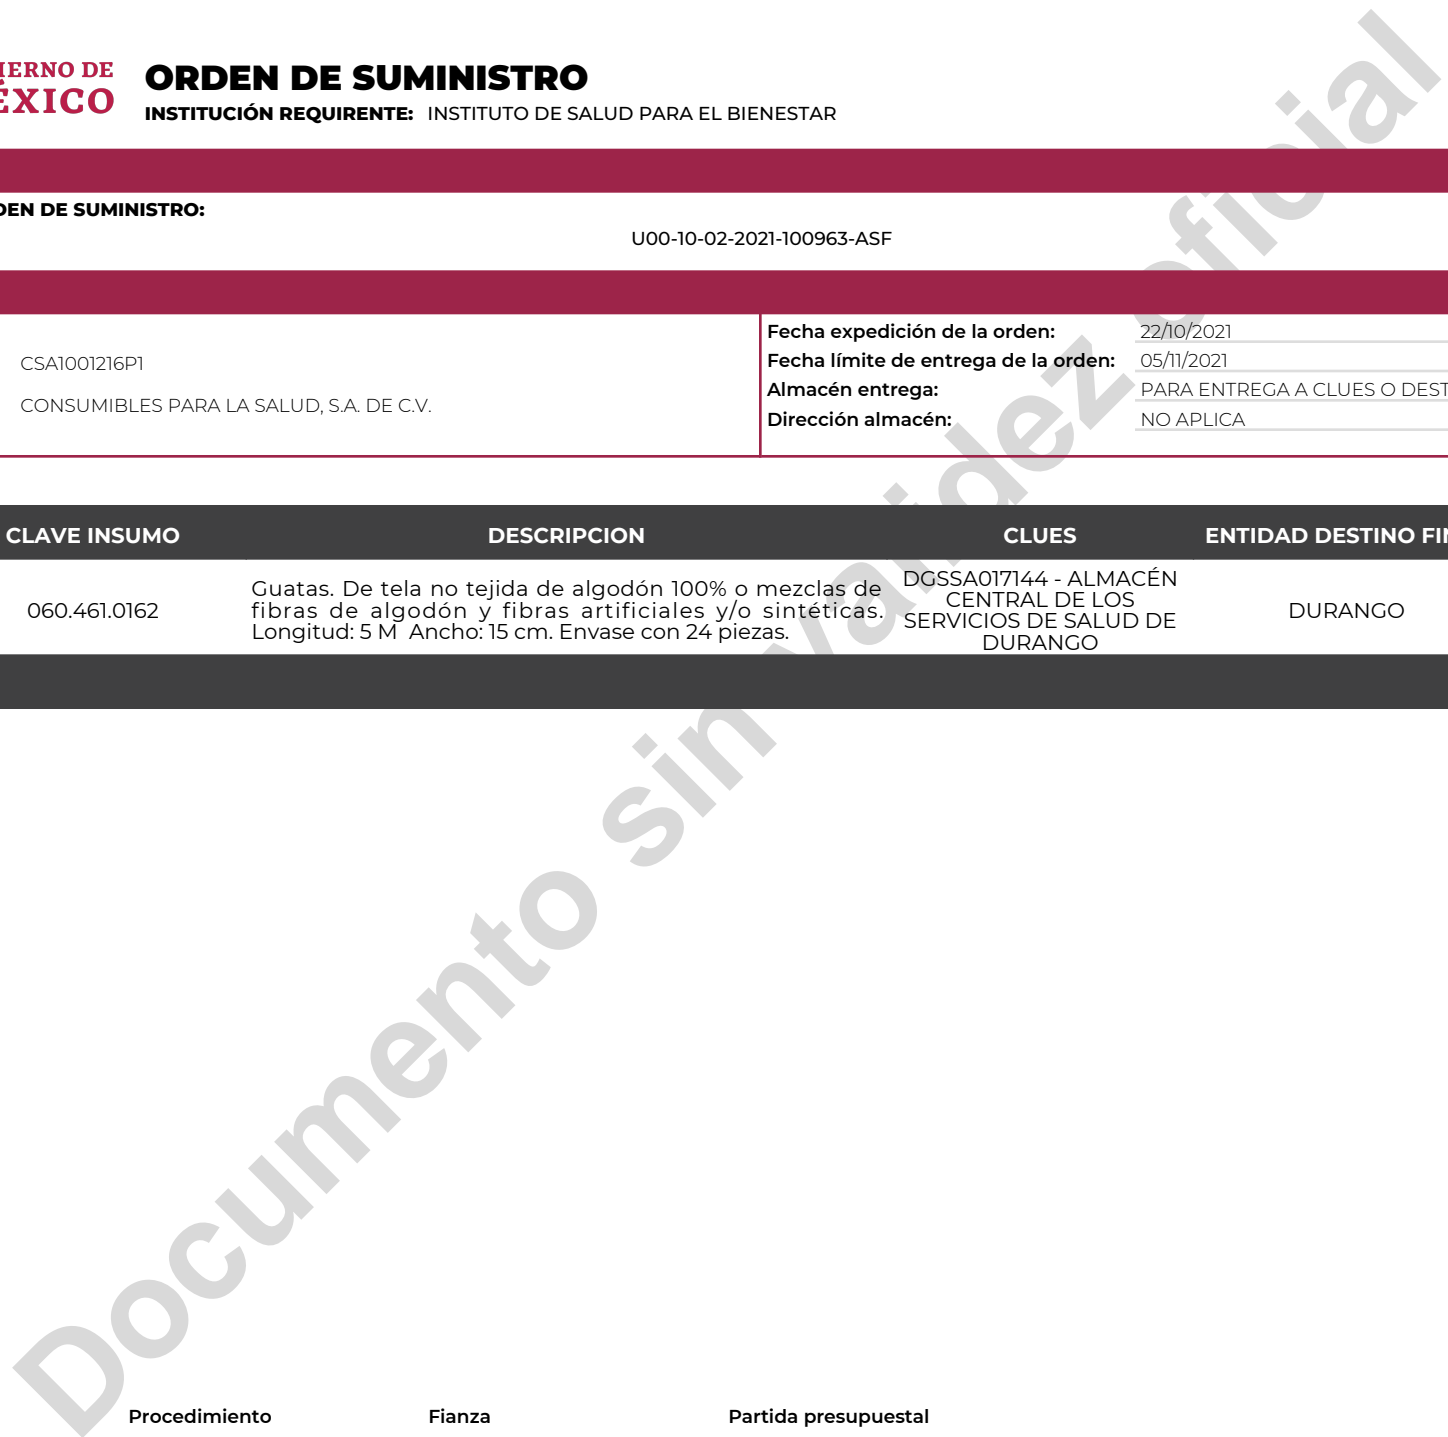 IERNO DE
ÉXICO
ORDEN DE SUMINISTRO
INSTITUCIÓN REQUIRENTE: INSTITUTO DE SALUD PARA EL BIENESTAR
DEN DE SUMINISTRO:
U00-10-02-2021-100963-ASF
CSA1001216P1
CONSUMIBLES PARA LA SALUD, S.A. DE C.V.
Fecha expedición de la orden: 22/10/2021
Fecha límite de entrega de la orden: 05/11/2021
Almacén entrega: PARA ENTREGA A CLUES O DEST
Dirección almacén: NO APLICA
CLAVE INSUMO DESCRIPCION CLUES ENTIDAD DESTINO FIN
060.461.0162
Guatas. De tela no tejida de algodón 100% o mezclas de
fibras de algodón y fibras artificiales y/o sintéticas.
Longitud: 5 M Ancho: 15 cm. Envase con 24 piezas.
DGSSA017144 - ALMACÉN
CENTRAL DE LOS
SERVICIOS DE SALUD DE
DURANGO
DURANGO
Documento sin validez oficial
Procedimiento Fianza Partida presupuestal